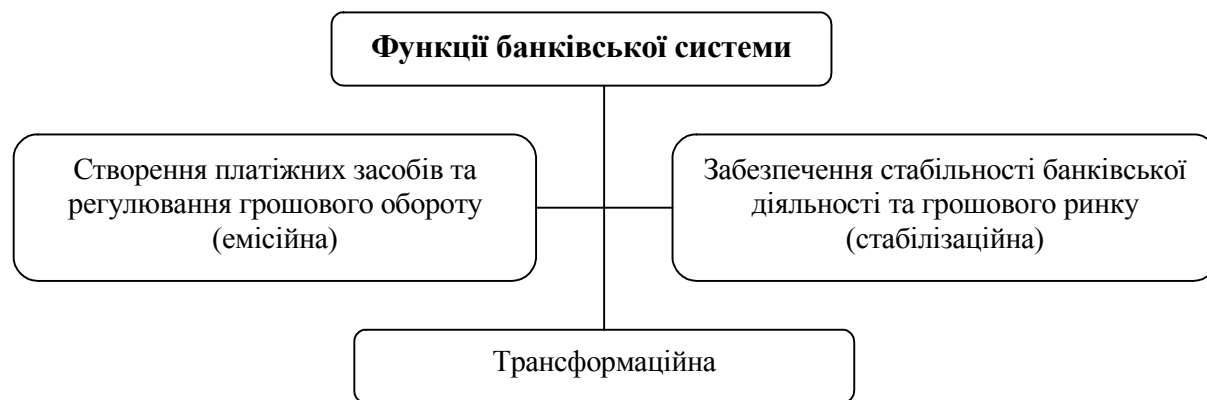 Функції банківської системи
Створення платіжних засобів та
регулювання грошового обороту
(емісійна)
Забезпечення стабільності банківської
діяльності та грошового ринку
(стабілізаційна)
Трансформаційна